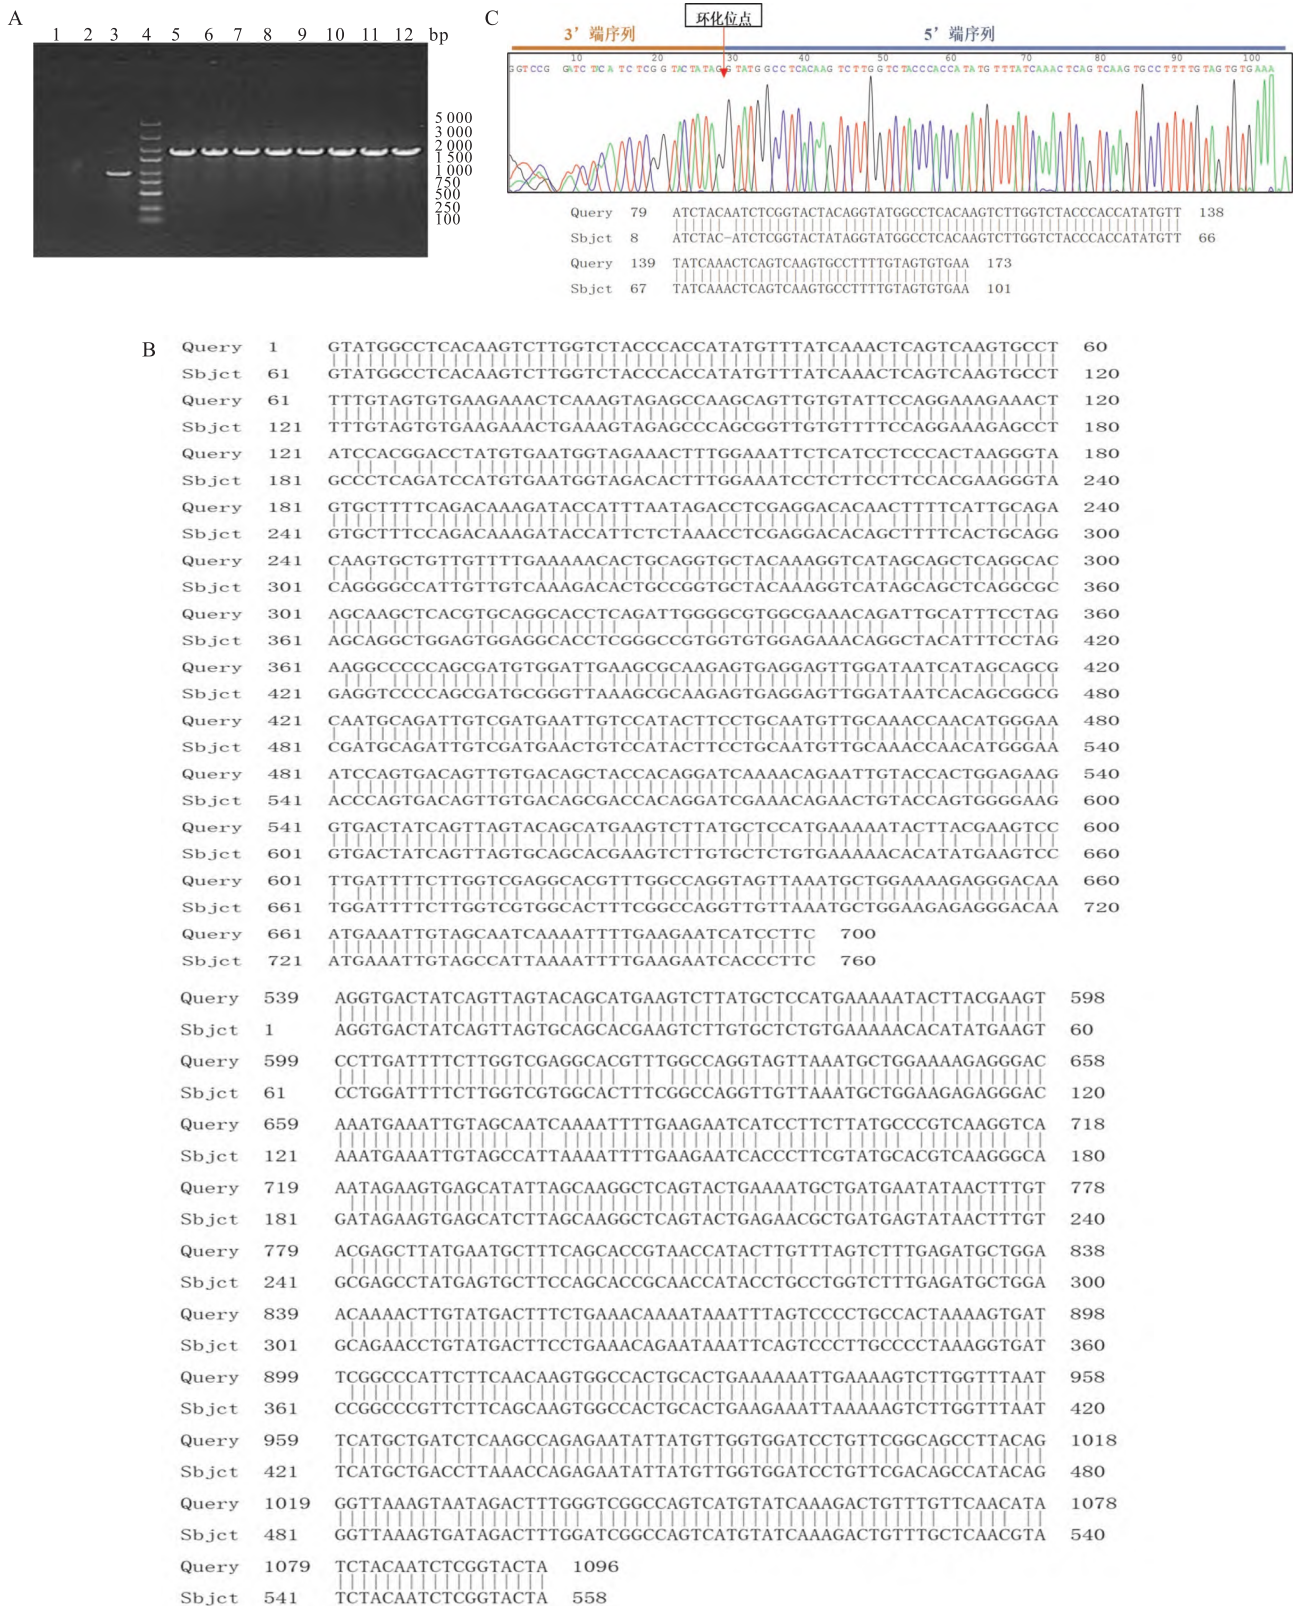 A
1 2 3 4 5 6 7 8 9 10 11 12 bp
5 000
3 000
2 000
1 500
1 000
750
500
250
100
C
环化位点
3’端序列
5’端序列
10 20 30 40 50 60 70 80 90 100
Query 79 ATCTACAATCTCGGTACTACAGGTATGGCCTCACAAGTCTTGGTCTACCCACCATATGTT 138
Sbjct 8 ATCTAC-ATCTCGGTACTATAGGTATGGCCTCACAAGTCTTGGTCTACCCACCATATGTT 66
Query 139 TATCAAACTCAGTCAAGTGCCTTTTGTAGTGTGAA 173
Sbjct 67 TATCAAACTCAGTCAAGTGCCTTTTGTAGTGTGAA 101
B
Query 1 GTATGGCCTCACAAGTCTTGGTCTACCCACCATATGTTTATCAAACTCAGTCAAGTGCCT 60
Sbjct 61 GTATGGCCTCACAAGTCTTGGTCTACCCACCATATGTTTATCAAACTCAGTCAAGTGCCT 120
Query 61 TTTGTAGTGTGAAGAAACTCAAAGTAGAGCCAAGCAGTTGTGTATTCCAGGAAAGAAACT 120
Sbjct 121 TTTGTAGTGTGAAGAAACTGAAAGTAGAGCCCAGCGGTTGTGTTTTCCAGGAAAGAGCCT 180
Query 121 ATCCACGGACCTATGTGAATGGTAGAAACTTTGGAAATTCTCATCCTCCCACTAAGGGTA 180
Sbjct 181 GCCCTCAGATCCATGTGAATGGTAGACACTTTGGAAATCCTCTTCCTTCCACGAAGGGTA 240
Query 181 GTGCTTTTCAGACAAAGATACCATTTAATAGACCTCGAGGACACAACTTTTCATTGCAGA 240
Sbjct 241 GTGCTTTCCAGACAAAGATACCATTCTCTAAACCTCGAGGACACAGCTTTTCACTGCAGG 300
Query 241 CAAGTGCTGTTGTTTTGAAAAACACTGCAGGTGCTACAAAGGTCATAGCAGCTCAGGCAC 300
Sbjct 301 CAGGGGCCATTGTTGTCAAAGACACTGCCGGTGCTACAAAGGTCATAGCAGCTCAGGCGC 360
Query 301 AGCAAGCTCACGTGCAGGCACCTCAGATTGGGGCGTGGCGAAACAGATTGCATTTCCTAG 360
Sbjct 361 AGCAGGCTGGAGTGGAGGCACCTCGGGCCGTGGTGTGGAGAAACAGGCTACATTTCCTAG 420
Query 361 AAGGCCCCCAGCGATGTGGATTGAAGCGCAAGAGTGAGGAGTTGGATAATCATAGCAGCG 420
Sbjct 421 GAGGTCCCCAGCGATGCGGGTTAAAGCGCAAGAGTGAGGAGTTGGATAATCACAGCGGCG 480
Query 421 CAATGCAGATTGTCGATGAATTGTCCATACTTCCTGCAATGTTGCAAACCAACATGGGAA 480
Sbjct 481 CGATGCAGATTGTCGATGAACTGTCCATACTTCCTGCAATGTTGCAAACCAACATGGGAA 540
Query 481 ATCCAGTGACAGTTGTGACAGCTACCACAGGATCAAAACAGAATTGTACCACTGGAGAAG 540
Sbjct 541 ACCCAGTGACAGTTGTGACAGCGACCACAGGATCGAAACAGAACTGTACCAGTGGGGAAG 600
Query 541 GTGACTATCAGTTAGTACAGCATGAAGTCTTATGCTCCATGAAAAATACTTACGAAGTCC 600
Sbjct 601 GTGACTATCAGTTAGTGCAGCACGAAGTCTTGTGCTCTGTGAAAAACACATATGAAGTCC 660
Query 601 TTGATTTTCTTGGTCGAGGCACGTTTGGCCAGGTAGTTAAATGCTGGAAAAGAGGGACAA 660
Sbjct 661 TGGATTTTCTTGGTCGTGGCACTTTCGGCCAGGTTGTTAAATGCTGGAAGAGAGGGACAA 720
Query 661 ATGAAATTGTAGCAATCAAAATTTTGAAGAATCATCCTTC 700
Sbjct 721 ATGAAATTGTAGCCATTAAAATTTTGAAGAATCACCCTTC 760
Query 539 AGGTGACTATCAGTTAGTACAGCATGAAGTCTTATGCTCCATGAAAAATACTTACGAAGT 598
Sbjct 1 AGGTGACTATCAGTTAGTGCAGCACGAAGTCTTGTGCTCTGTGAAAAACACATATGAAGT 60
Query 599 CCTTGATTTTCTTGGTCGAGGCACGTTTGGCCAGGTAGTTAAATGCTGGAAAAGAGGGAC 658
Sbjct 61 CCTGGATTTTCTTGGTCGTGGCACTTTCGGCCAGGTTGTTAAATGCTGGAAGAGAGGGAC 120
Query 659 AAATGAAATTGTAGCAATCAAAATTTTGAAGAATCATCCTTCTTATGCCCGTCAAGGTCA 718
Sbjct 121 AAATGAAATTGTAGCCATTAAAATTTTGAAGAATCACCCTTCGTATGCACGTCAAGGGCA 180
Query 719 AATAGAAGTGAGCATATTAGCAAGGCTCAGTACTGAAAATGCTGATGAATATAACTTTGT 778
Sbjct 181 GATAGAAGTGAGCATCTTAGCAAGGCTCAGTACTGAGAACGCTGATGAGTATAACTTTGT 240
Query 779 ACGAGCTTATGAATGCTTTCAGCACCGTAACCATACTTGTTTAGTCTTTGAGATGCTGGA 838
Sbjct 241 GCGAGCCTATGAGTGCTTCCAGCACCGCAACCATACCTGCCTGGTCTTTGAGATGCTGGA 300
Query 839 ACAAAACTTGTATGACTTTCTGAAACAAAATAAATTTAGTCCCCTGCCACTAAAAGTGAT 898
Sbjct 301 GCAGAACCTGTATGACTTCCTGAAACAGAATAAATTCAGTCCCTTGCCCCTAAAGGTGAT 360
Query 899 TCGGCCCATTCTTCAACAAGTGGCCACTGCACTGAAAAAATTGAAAAGTCTTGGTTTAAT 958
Sbjct 361 CCGGCCCGTTCTTCAGCAAGTGGCCACTGCACTGAAGAAATTAAAAAGTCTTGGTTTAAT 420
Query 959 TCATGCTGATCTCAAGCCAGAGAATATTATGTTGGTGGATCCTGTTCGGCAGCCTTACAG 1018
Sbjct 421 TCATGCTGACCTTAAACCAGAGAATATTATGTTGGTGGATCCTGTTCGACAGCCATACAG 480
Query 1019 GGTTAAAGTAATAGACTTTGGGTCGGCCAGTCATGTATCAAAGACTGTTTGTTCAACATA 1078
Sbjct 481 GGTTAAAGTGATAGACTTTGGATCGGCCAGTCATGTATCAAAGACTGTTTGCTCAACGTA 540
Query 1079 TCTACAATCTCGGTACTA 1096
Sbjct 541 TCTACAATCTCGGTACTA 558